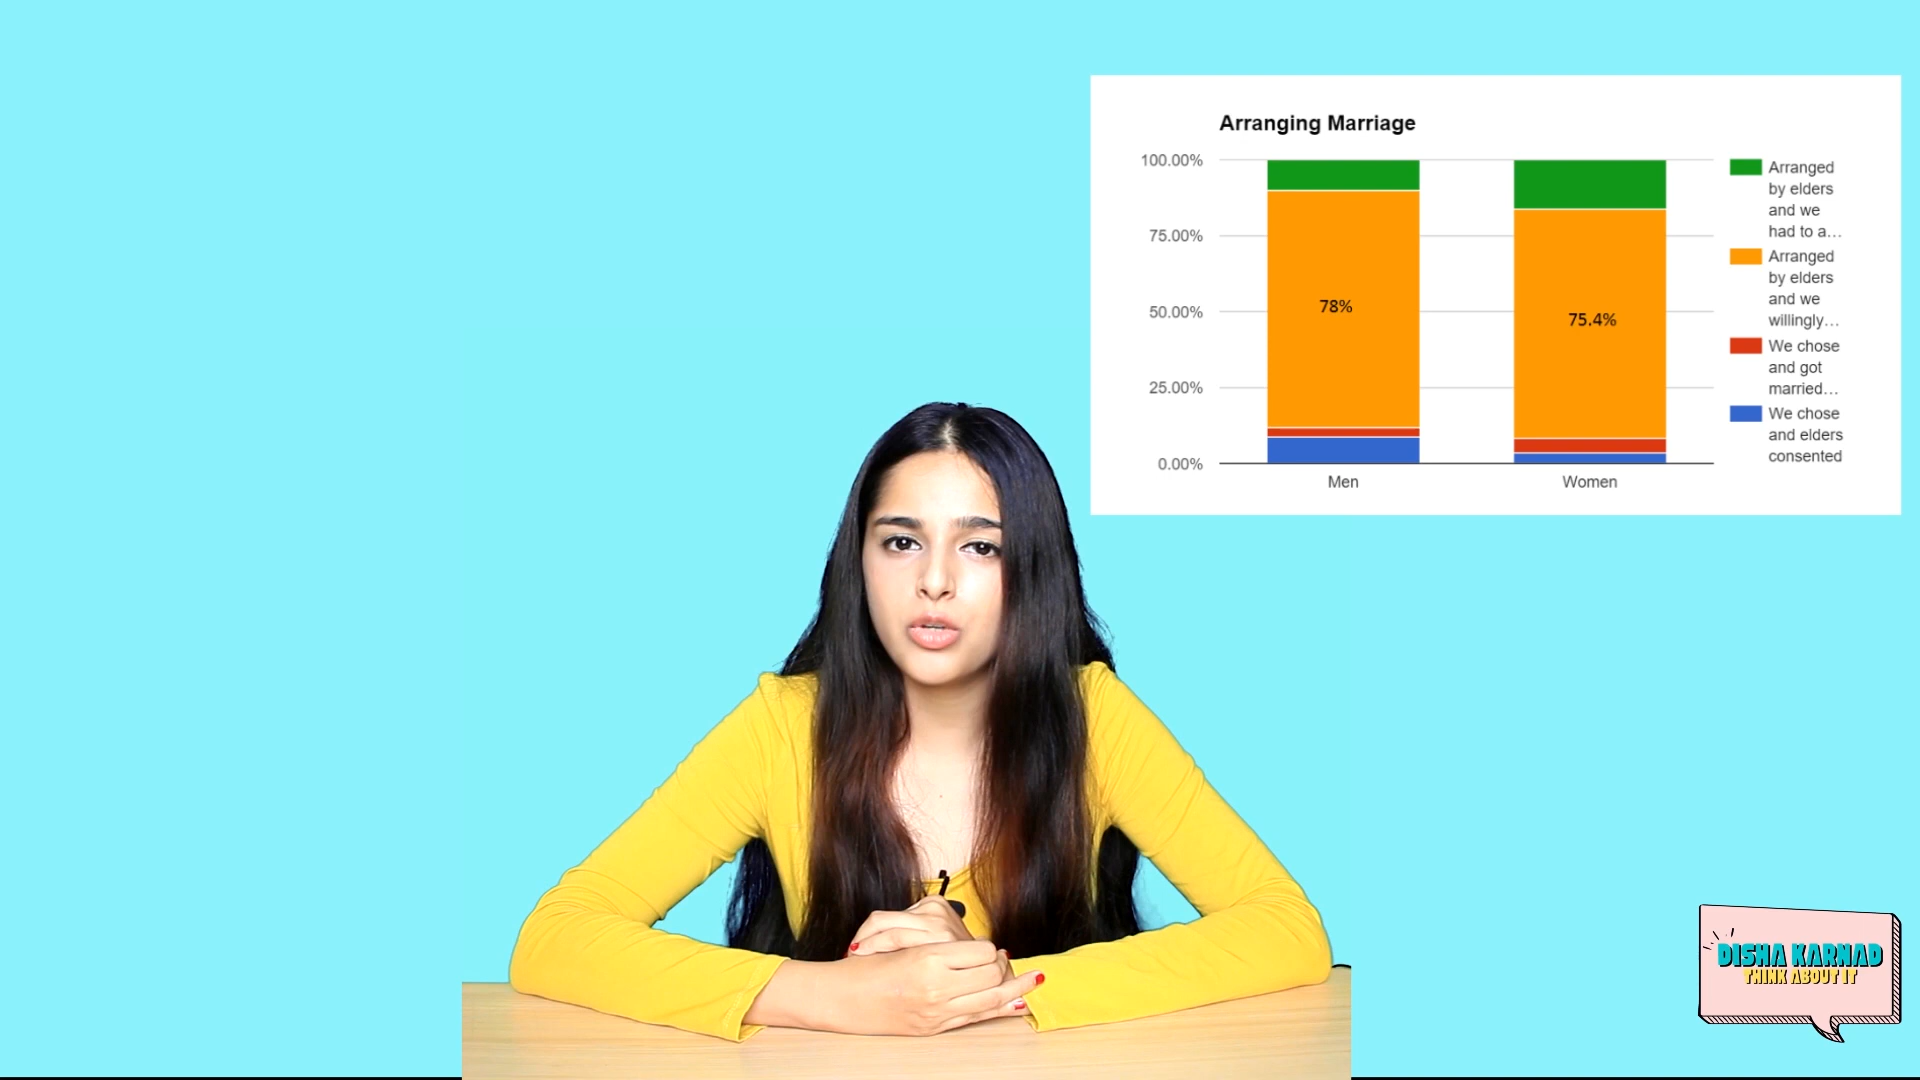 Arranging Marriage
100.00%
75.00%
50.00%
25.00%
0.00%
78%
75.4%
Men
Women
Arranged
by elders
and we
had to a...
Arranged
by elders
and we
willingly...
We chose
and got
married...
We chose
and elders
consented
DISHA KARNAD
THINK ABOUT IT